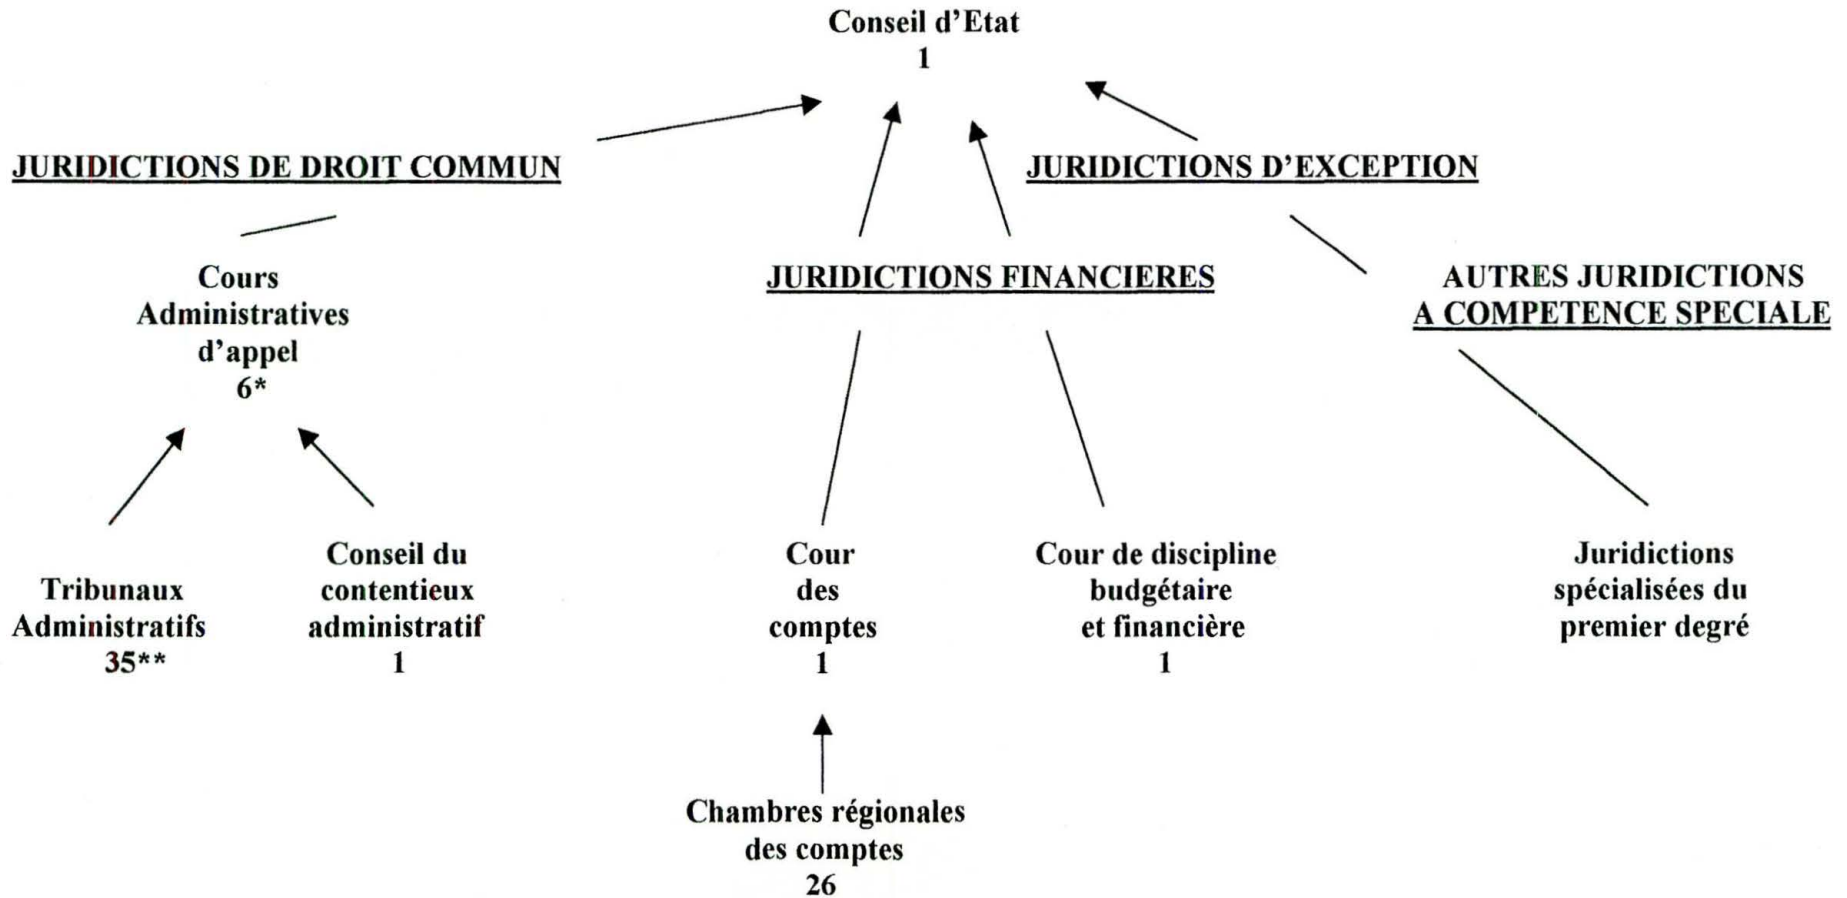 Conseil d'Etat
1
JURIDICTIONS DE DROIT COMMUN
JURIDICTIONS D'EXCEPTION
Cours
Administratives
d'appel
6*
JURIDICTIONS FINANCIERES
AUTRES JURIDICTIONS
A COMPETENCE SPECIALE
Tribunaux
Administratifs
35**
Conseil du
contentieux
administratif
1
Cour
des
comptes
1
Cour de discipline
budgétaire
et financière
1
Juridictions
spécialisées du
premier degré
Chambres régionales
des comptes
26